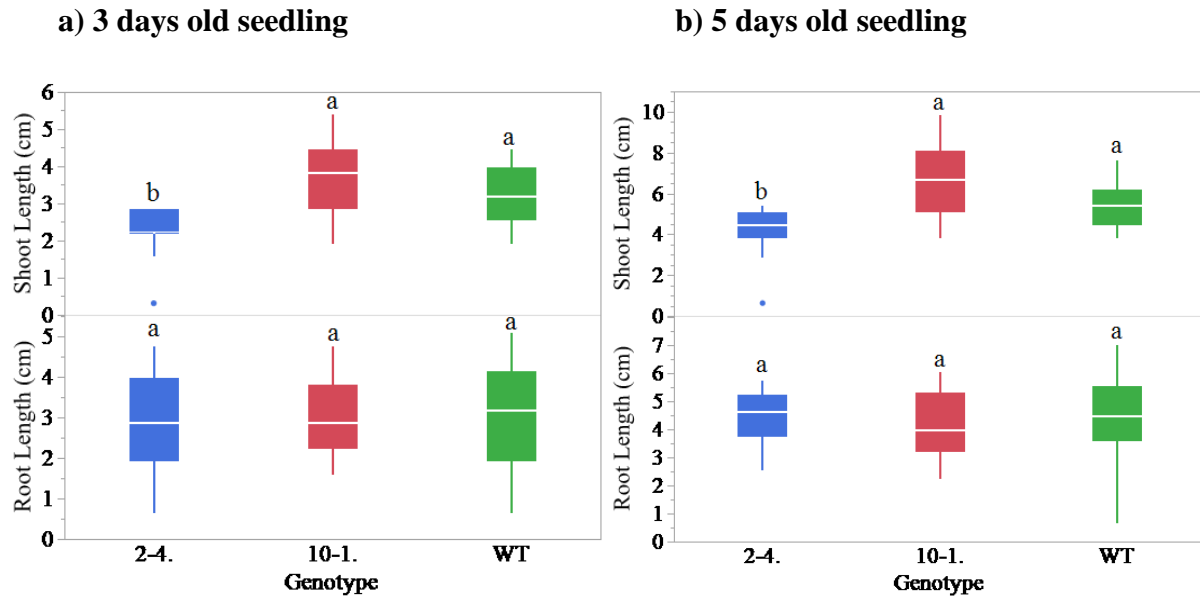 a) 3 days old seedling
b) 5 days old seedling
Shoot Length (cm)
6
5
4
3
2
1
0
b
a
a
Root Length (cm)
5
4
3
2
1
0
a
a
a
2-4.
10-1.
WT
Genotype
Shoot Length (cm)
10
8
6
4
2
0
b
a
a
Root Length (cm)
7
6
5
4
3
2
1
0
a
a
a
2-4.
10-1.
WT
Genotype